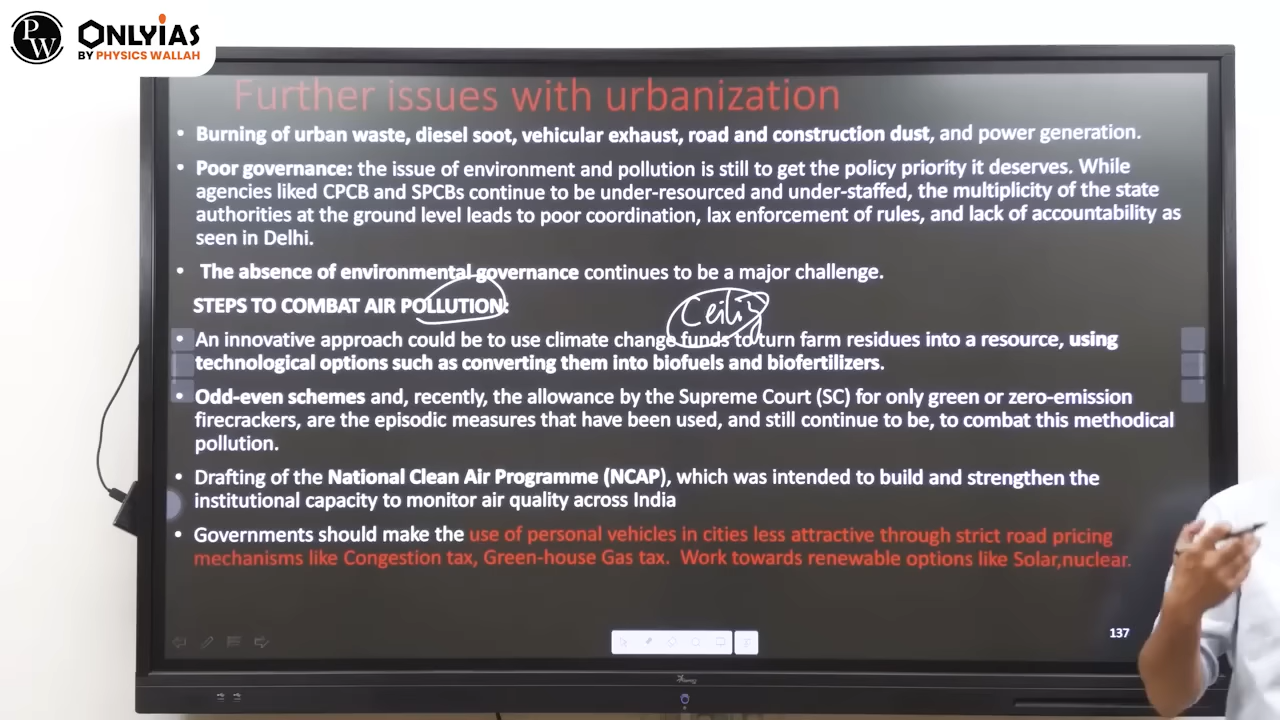 PW
ONLYIAS
BY PHYSICS WALLAH
Further issues with urbanization
• Burning of urban waste, diesel soot, vehicular exhaust, road and construction dust, and power generation.
• Poor governance: the issue of environment and pollution is still to get the policy priority it deserves. While
agencies liked CPCB and SPCBs continue to be under-resourced and under-staffed, the multiplicity of the state
authorities at the ground level leads to poor coordination, lax enforcement of rules, and lack of accountability as
seen in Delhi.
• The absence of environmental governance continues to be a major challenge.
STEPS TO COMBAT AIR POLLUTION:
• An innovative approach could be to use climate change funds to turn farm residues into a resource, using
technological options such as converting them into biofuels and biofertilizers.
• Odd-even schemes and, recently, the allowance by the Supreme Court (SC) for only green or zero-emission
firecrackers, are the episodic measures that have been used, and still continue to be, to combat this methodical
pollution.
• Drafting of the National Clean Air Programme (NCAP), which was intended to build and strengthen the
institutional capacity to monitor air quality across India
• Governments should make the use of personal vehicles in cities less attractive through strict road pricing
mechanisms like Congestion tax, Green-house Gas tax. Work towards renewable options like Solar,nuclear.
137